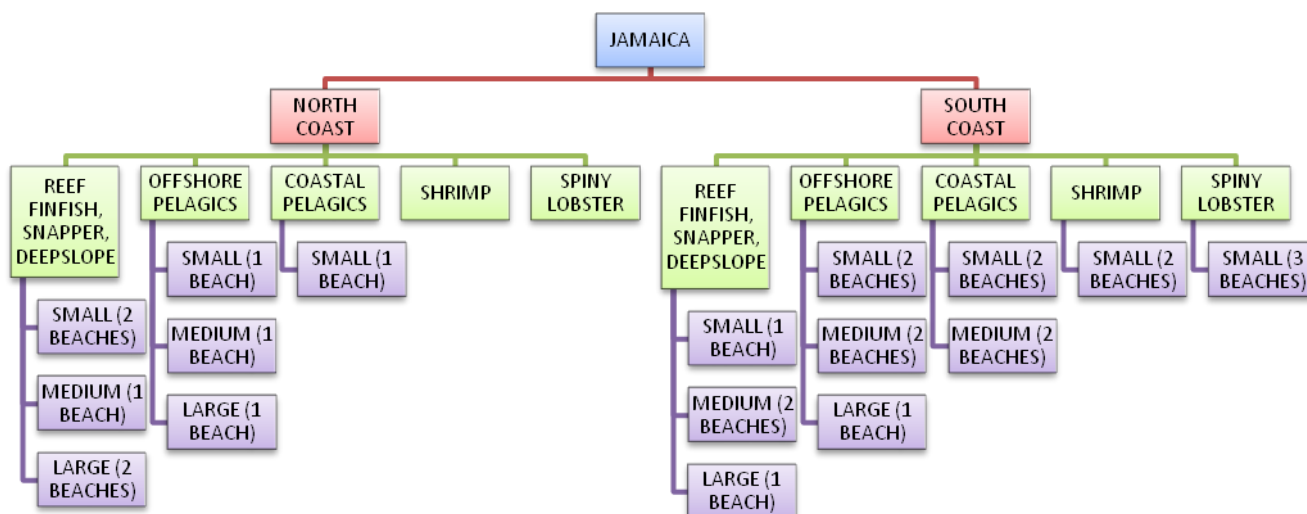 JAMAICA
NORTH
COAST
SOUTH
COAST
REEF
FINFISH,
SNAPPER,
DEEPSLOPE
OFFSHORE
PELAGICS
COASTAL
PELAGICS
SHRIMP
SPINY
LOBSTER
SMALL (2
BEACHES)
MEDIUM (1
BEACH)
LARGE (2
BEACHES)
SMALL (1
BEACH)
MEDIUM (1
BEACH)
LARGE (1
BEACH)
SMALL (1
BEACH)
REEF
FINFISH,
SNAPPER,
DEEPSLOPE
OFFSHORE
PELAGICS
COASTAL
PELAGICS
SHRIMP
SPINY
LOBSTER
SMALL (1
BEACH)
MEDIUM (2
BEACHES)
LARGE (1
BEACH)
SMALL (2
BEACHES)
MEDIUM (2
BEACHES)
LARGE (1
BEACH)
SMALL (2
BEACHES)
MEDIUM (2
BEACHES)
SMALL (2
BEACHES)
SMALL (3
BEACHES)